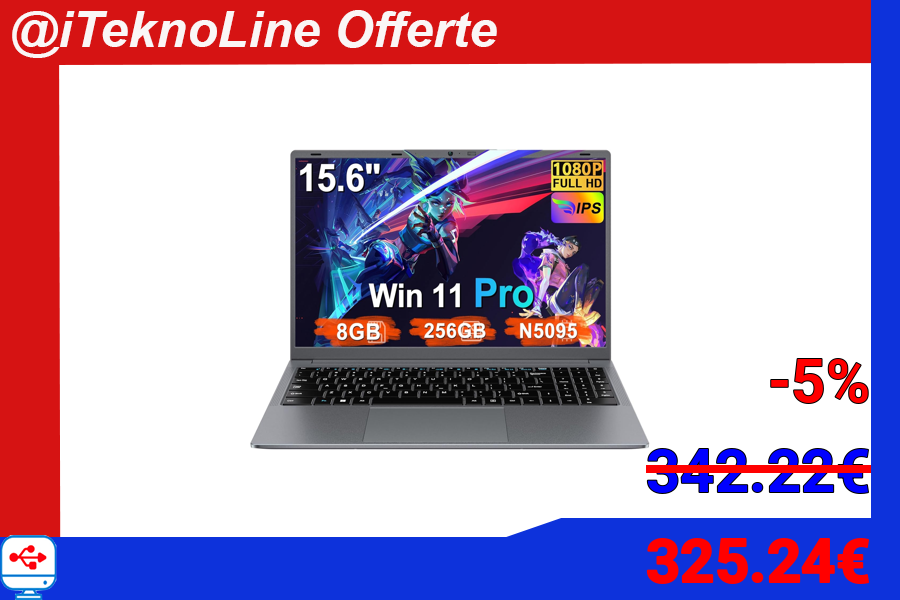 @iTeknoLine Offerte
15.6"
1080P
FULL HD
IPS
Win 11 Pro
8GB 256GB N5095
-5%
342.22€
325.24€